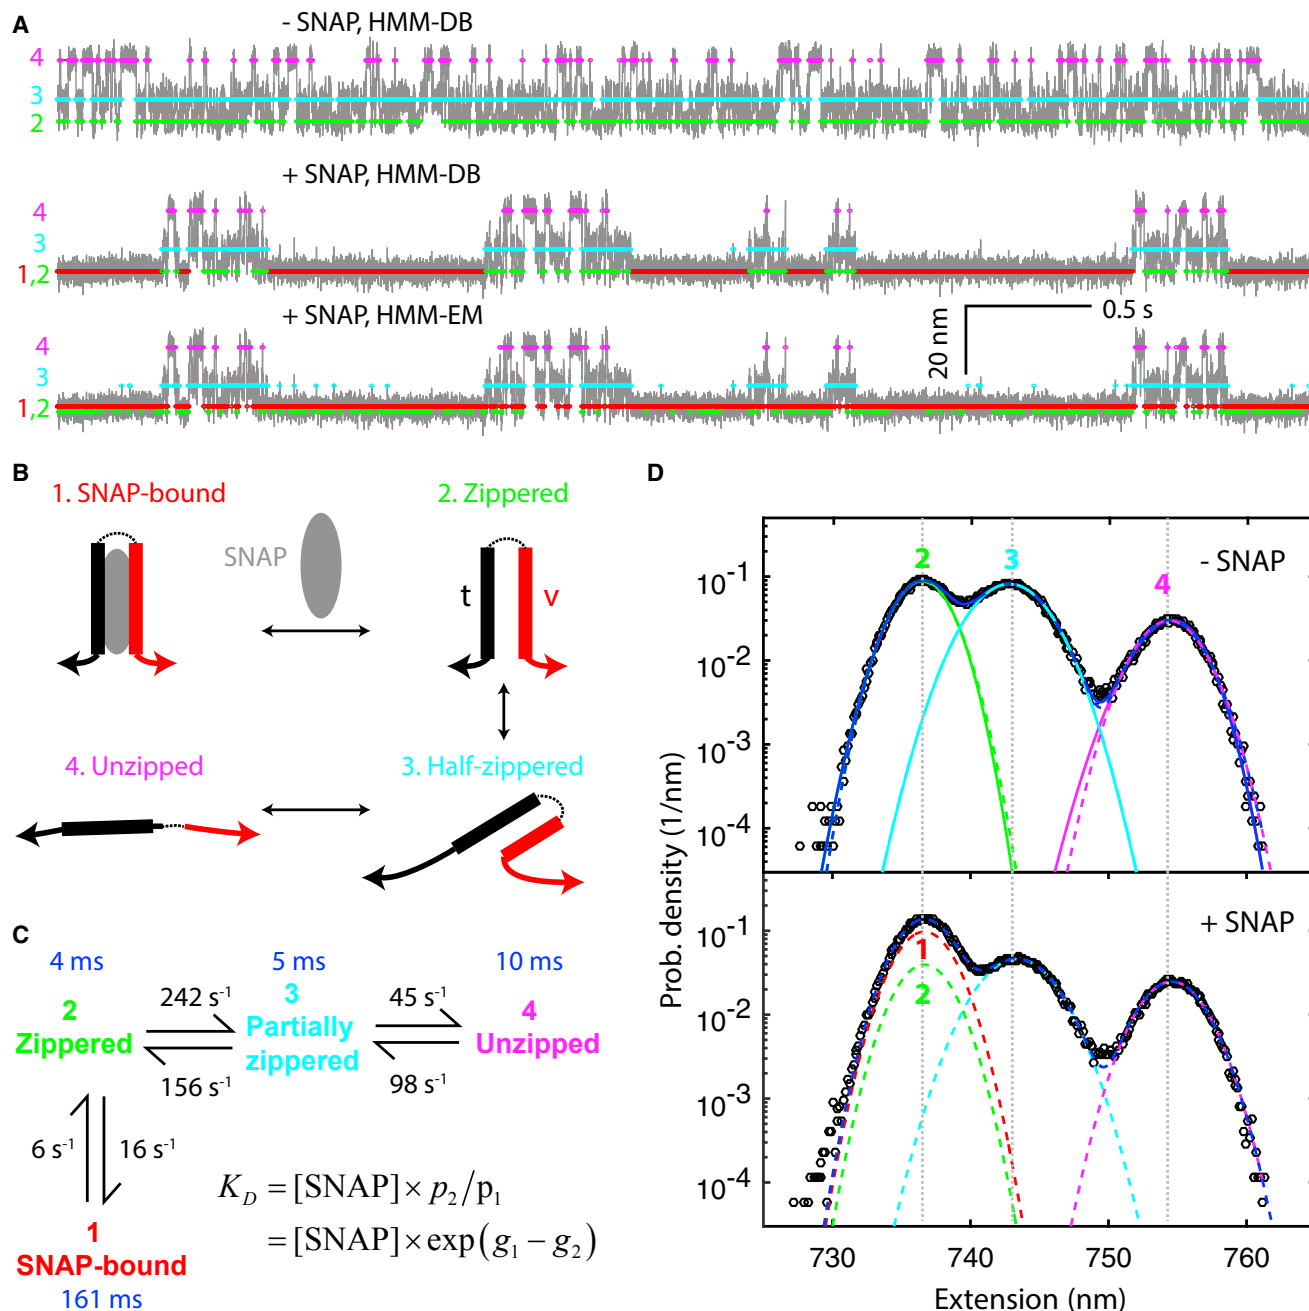 A
- SNAP, HMM-DB
4
3
2
+ SNAP, HMM-DB
4
3
1,2
+ SNAP, HMM-EM
4
3
1,2
20 nm
0.5 s
B
1. SNAP-bound
SNAP
2. Zippered
t
v
4. Unzipped
3. Half-zippered
C
4 ms
5 ms
10 ms
2
Zippered
242 s⁻¹
156 s⁻¹
3
Partially
zippered
45 s⁻¹
98 s⁻¹
4
Unzipped
6 s⁻¹
16 s⁻¹
1
SNAP-bound
161 ms
K_D = [SNAP] × p₂/p₁
= [SNAP] × exp(g₁ − g₂)
D
- SNAP
2
3
4
10⁻¹
10⁻²
10⁻³
10⁻⁴
+ SNAP
1
2
10⁻¹
10⁻²
10⁻³
10⁻⁴
Prob. density (1/nm)
730
740
750
760
Extension (nm)